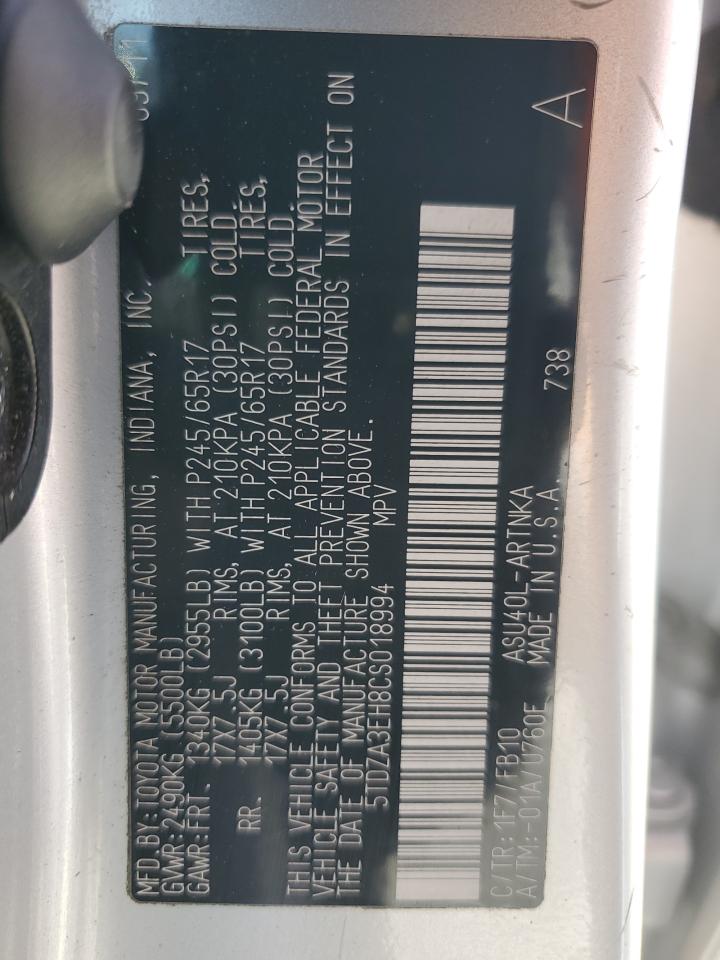 MFD.BY:TOYOTA MOTOR MANUFACTURING, INDIANA, INC. 11
GVWR:2490KG (5500LB)
GAWR:FRT. 1340KG (2955LB) WITH P245/65R17 TIRES,
17X7.5J RIMS, AT 210KPA (30PSI) COLD.
RR. 1405KG (3100LB) WITH P245/65R17 TIRES,
17X7.5J RIMS, AT 210KPA (30PSI) COLD.
THIS VEHICLE CONFORMS TO ALL APPLICABLE FEDERAL MOTOR
VEHICLE SAFETY AND THEFT PREVENTION STANDARDS IN EFFECT ON
THE DATE OF MANUFACTURE SHOWN ABOVE.
5TDZA3EH8CS018994 MPV
C/TR:1F7/FB10 ASU40L-ARTNKA 738 A
A/TM:-01A/U760E MADE IN U.S.A.